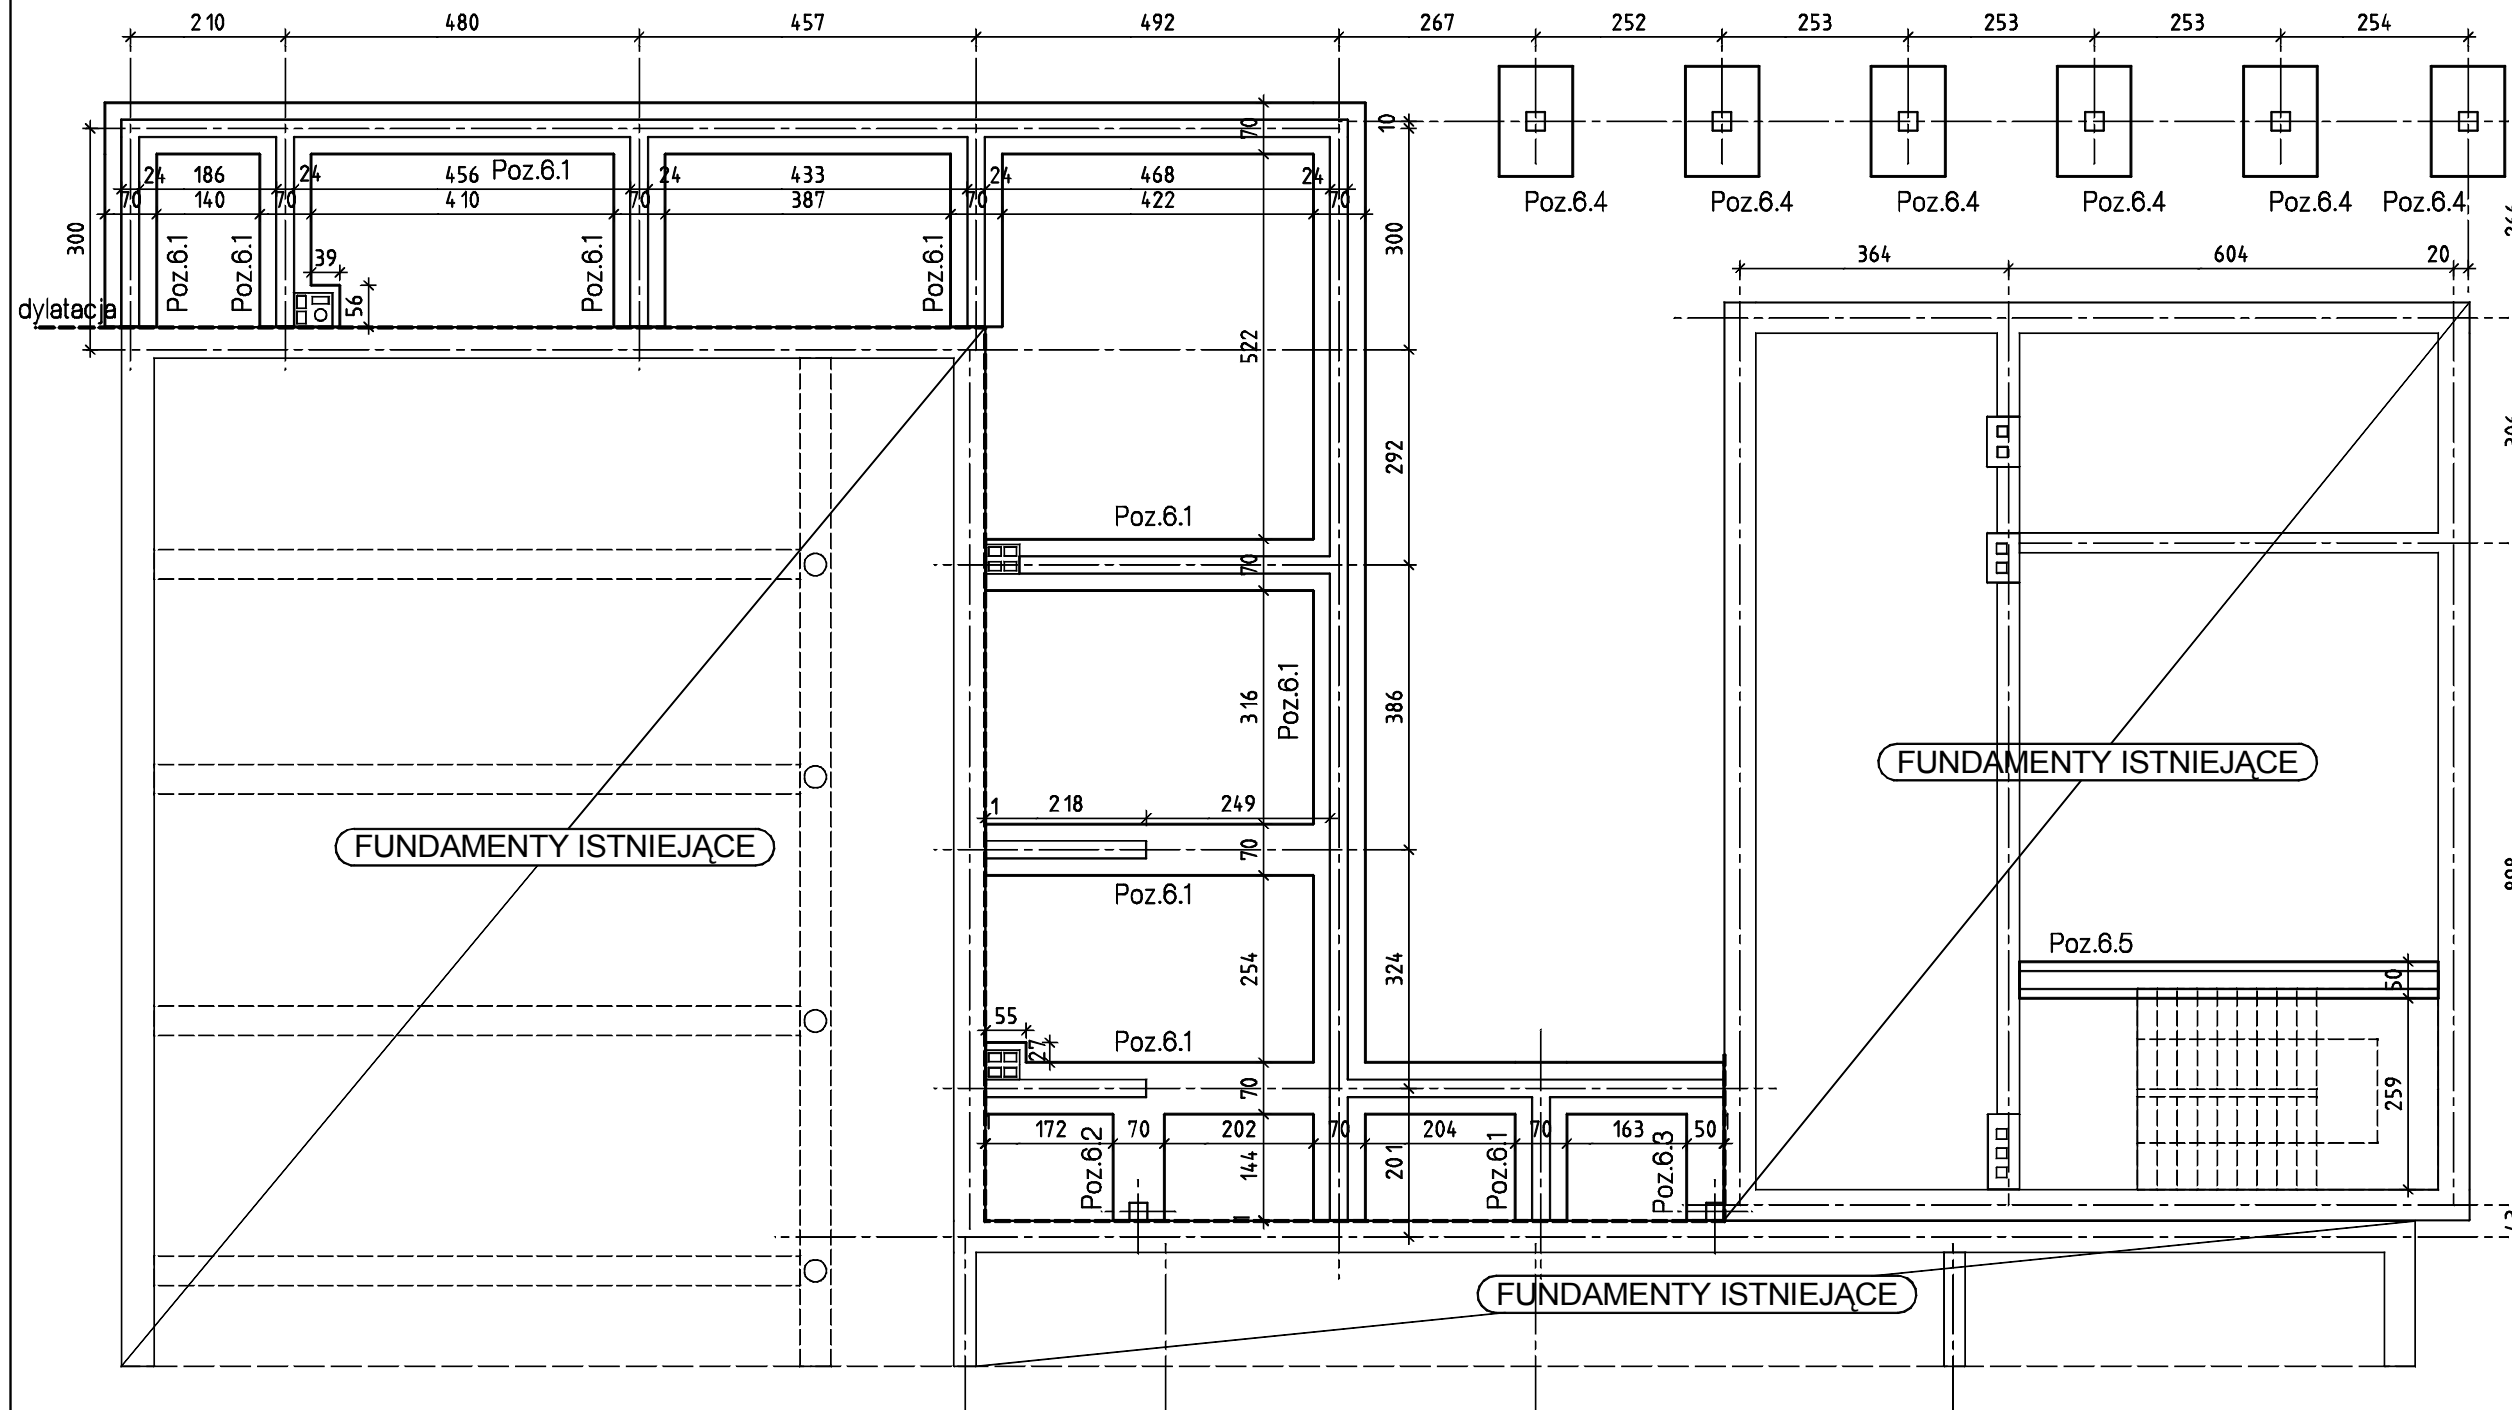 210 480 457 492 267 252 253 253 253 254
70 10
24 186 24 456 Poz.6.1 24 433 24 468 24
70 140 70 410 70 387 70 422 70
Poz.6.4 Poz.6.4 Poz.6.4 Poz.6.4 Poz.6.4 Poz.6.4
300 Poz.6.1 Poz.6.1 39 Poz.6.1 Poz.6.1 300
364 604 20
dylatacja 56
522
292
Poz.6.1
70
316 Poz.6.1 386
FUNDAMENTY ISTNIEJĄCE
1 218 249
FUNDAMENTY ISTNIEJĄCE
70
Poz.6.1
Poz.6.5
254 324 50
55
27 Poz.6.1
70 259
1 172 Poz.6.2 70 202 70 204 Poz.6.1 70 163 Poz.6.3 50 1
144 201
1
FUNDAMENTY ISTNIEJĄCE